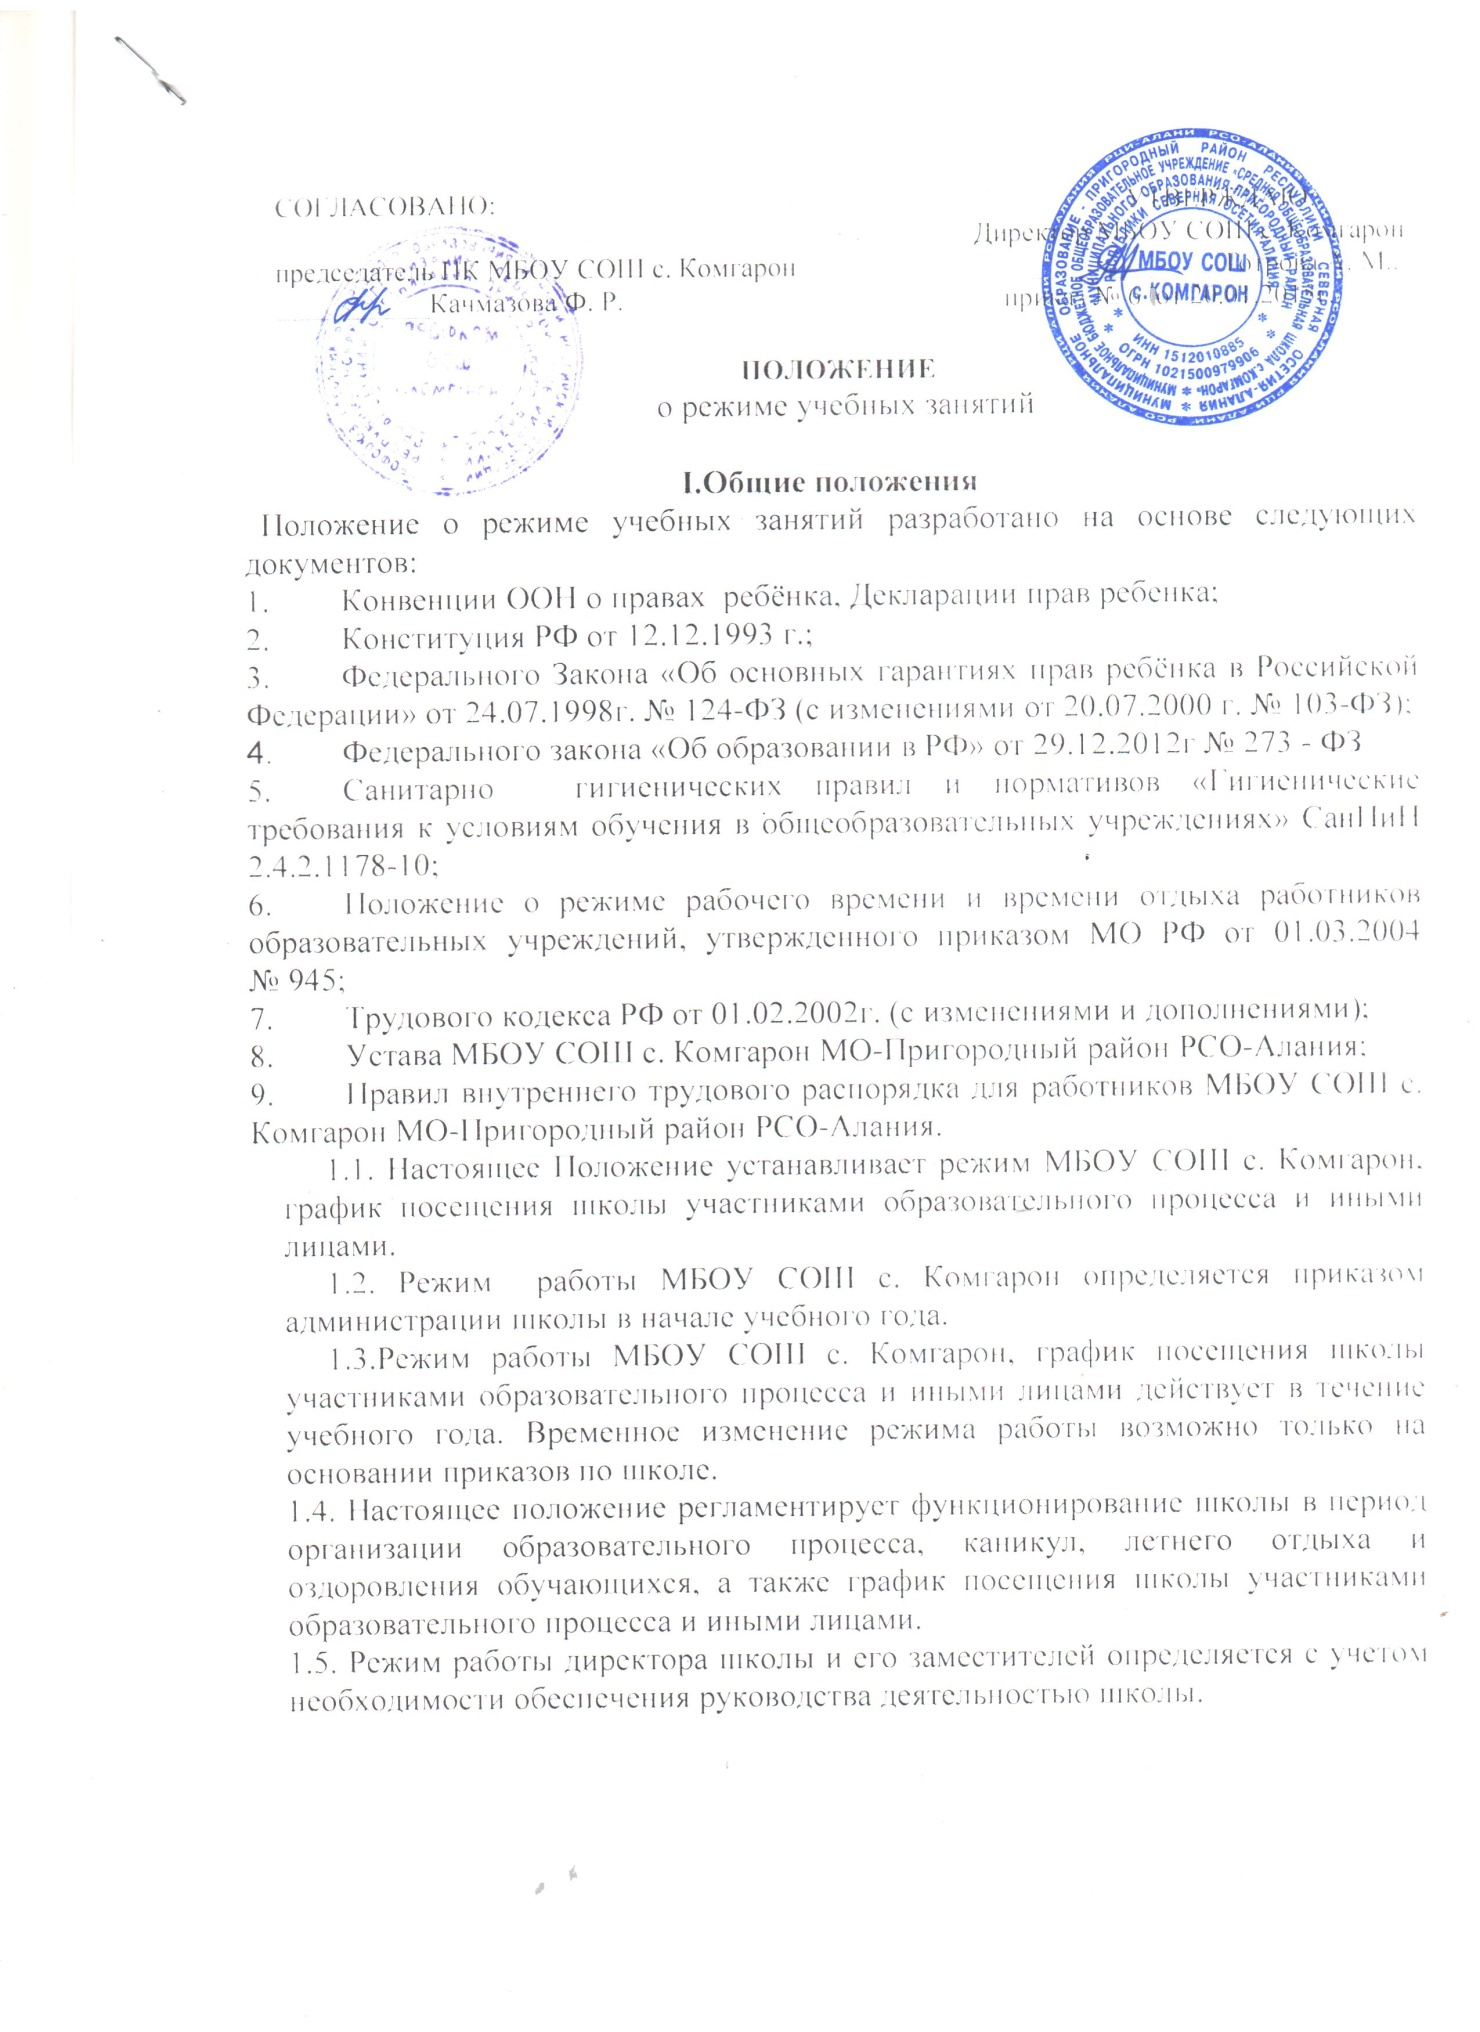 СОГЛАСОВАНО:
Директор МБОУ СОШ с. Комгарон
председатель ПК МБОУ СОШ с. Комгарон
Качмазова Ф. Р.
МБОУ СОШ
с.КОМГАРОН
ИНН 1512010885
ОГРН 1021500979906
ПОЛОЖЕНИЕ
о режиме учебных занятий
I.Общие положения
Положение о режиме учебных занятий разработано на основе следующих
документов:
1. Конвенции ООН о правах ребёнка, Декларации прав ребенка;
2. Конституция РФ от 12.12.1993 г.;
3. Федерального Закона «Об основных гарантиях прав ребёнка в Российской
Федерации» от 24.07.1998г. № 124-ФЗ (с изменениями от 20.07.2000 г. № 103-ФЗ);
4. Федерального закона «Об образовании в РФ» от 29.12.2012г № 273 - ФЗ
5. Санитарно гигиенических правил и нормативов «Гигиенические
требования к условиям обучения в общеобразовательных учреждениях» СанПиН
2.4.2.1178-10;
6. Положение о режиме рабочего времени и времени отдыха работников
образовательных учреждений, утвержденного приказом МО РФ от 01.03.2004
№ 945;
7. Трудового кодекса РФ от 01.02.2002г. (с изменениями и дополнениями);
8. Устава МБОУ СОШ с. Комгарон МО-Пригородный район РСО-Алания;
9. Правил внутреннего трудового распорядка для работников МБОУ СОШ с.
Комгарон МО-Пригородный район РСО-Алания.
1.1. Настоящее Положение устанавливает режим МБОУ СОШ с. Комгарон,
график посещения школы участниками образовательного процесса и иными
лицами.
1.2. Режим работы МБОУ СОШ с. Комгарон определяется приказом
администрации школы в начале учебного года.
1.3.Режим работы МБОУ СОШ с. Комгарон, график посещения школы
участниками образовательного процесса и иными лицами действует в течение
учебного года. Временное изменение режима работы возможно только на
основании приказов по школе.
1.4. Настоящее положение регламентирует функционирование школы в период
организации образовательного процесса, каникул, летнего отдыха и
оздоровления обучающихся, а также график посещения школы участниками
образовательного процесса и иными лицами.
1.5. Режим работы директора школы и его заместителей определяется с учетом
необходимости обеспечения руководства деятельностью школы.